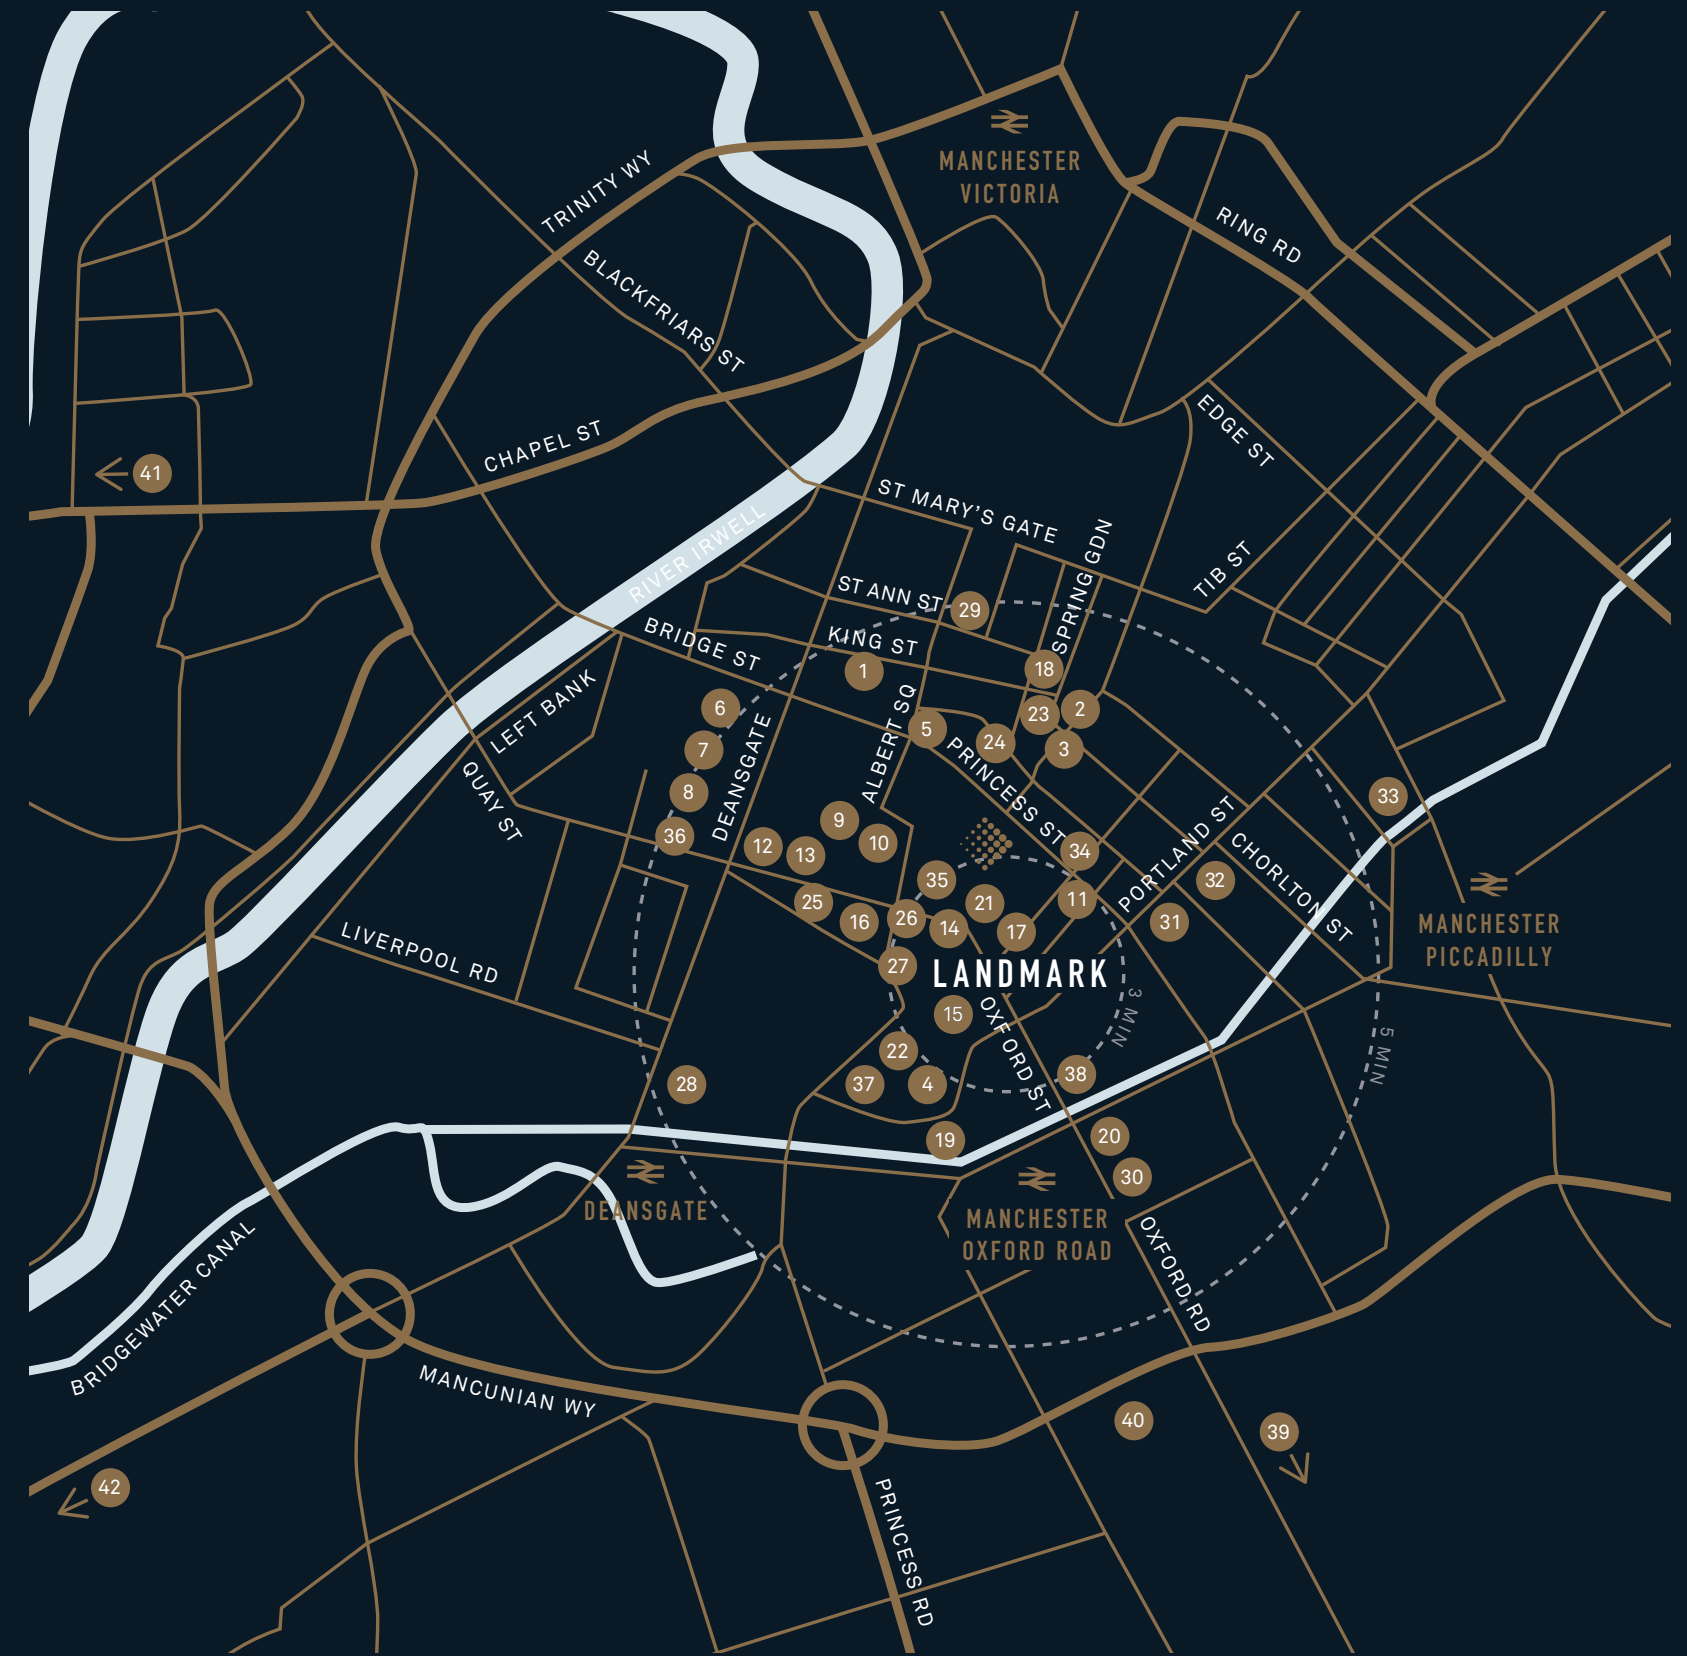 MANCHESTER
VICTORIA
TRINITY WY
RING RD
BLACKFRIARS ST
CHAPEL ST
EDGE ST
41
ST MARY'S GATE
RIVER IRWELL
SPRING GDN
TIB ST
ST ANN ST
29
BRIDGE ST
KING ST
1
18
LEFT BANK
6
ALBERT SQ
5
23
2
24
3
7
DEANSGATE
PRINCESS ST
QUAY ST
8
33
36
9
10
12
13
34
PORTLAND ST
CHORLTON ST
35
32
11
25
16
26
21
14
17
31
MANCHESTER
PICCADILLY
LIVERPOOL RD
27
LANDMARK
3 MIN
5 MIN
15
OXFORD ST
22
28
37
4
38
19
20
30
DEANSGATE
MANCHESTER
OXFORD ROAD
OXFORD RD
BRIDGEWATER CANAL
MANCUNIAN WY
40
39
42
PRINCESS RD